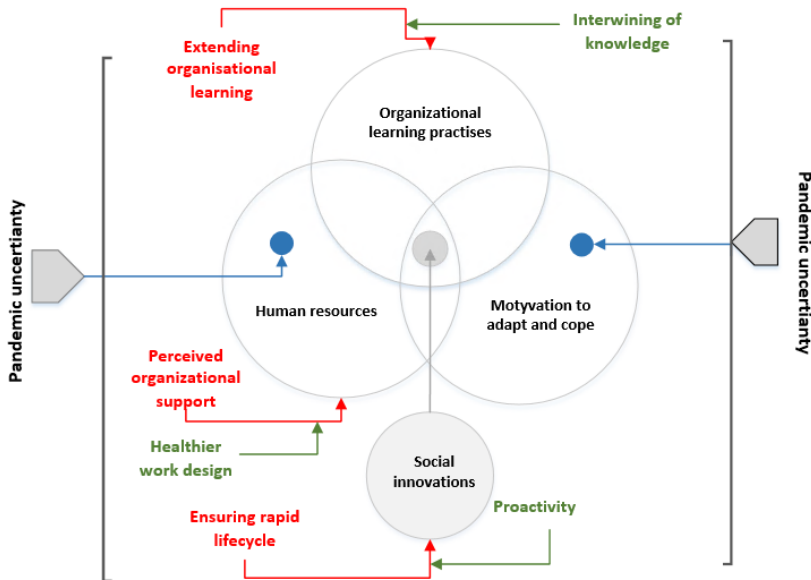 Extending
organisational
learning
Interwining of
knowledge
Organizational
learning practises
Pandemic uncertianty
Pandemic uncertianty
Human resources
Motyvation to
adapt and cope
Perceived
organizational
support
Healthier
work design
Social
innovations
Ensuring rapid
lifecycle
Proactivity